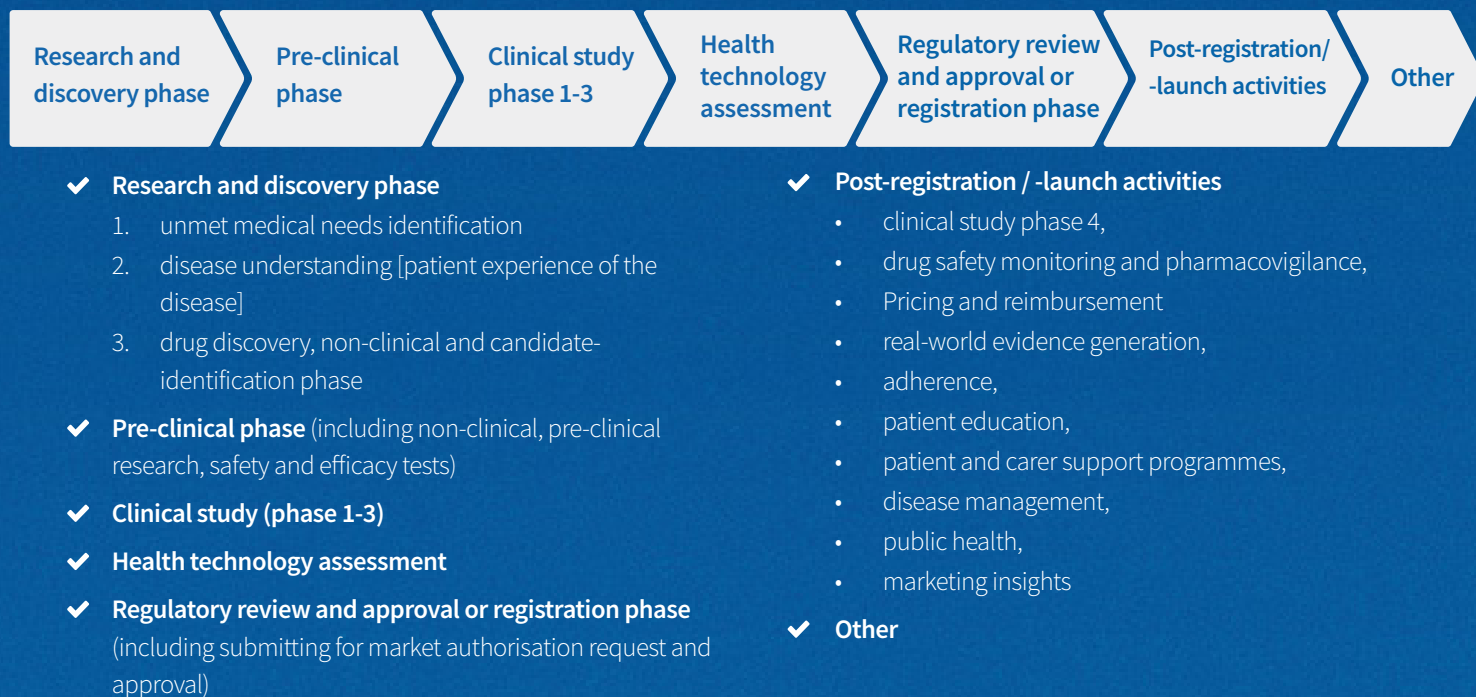 Research and
discovery phase
Pre-clinical
phase
Clinical study
phase 1-3
Health
technology
assessment
Regulatory review
and approval or
registration phase
Post-registration/
-launch activities
Other
✔ Research and discovery phase
1. unmet medical needs identification
2. disease understanding [patient experience of the
disease]
3. drug discovery, non-clinical and candidate-
identification phase
✔ Pre-clinical phase (including non-clinical, pre-clinical
research, safety and efficacy tests)
✔ Clinical study (phase 1-3)
✔ Health technology assessment
✔ Regulatory review and approval or registration phase
(including submitting for market authorisation request and
approval)
✔ Post-registration / -launch activities
• clinical study phase 4,
• drug safety monitoring and pharmacovigilance,
• Pricing and reimbursement
• real-world evidence generation,
• adherence,
• patient education,
• patient and carer support programmes,
• disease management,
• public health,
• marketing insights
✔ Other